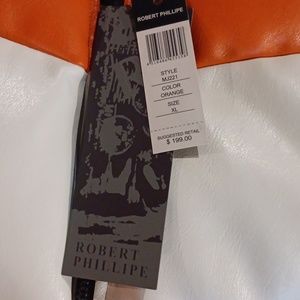 ROBERT PHILLIPE
STYLE
MJ221
COLOR
ORANGE
SIZE
XL
SUGGESTED RETAIL
$ 199.00
ROBERT
PHILLIPE